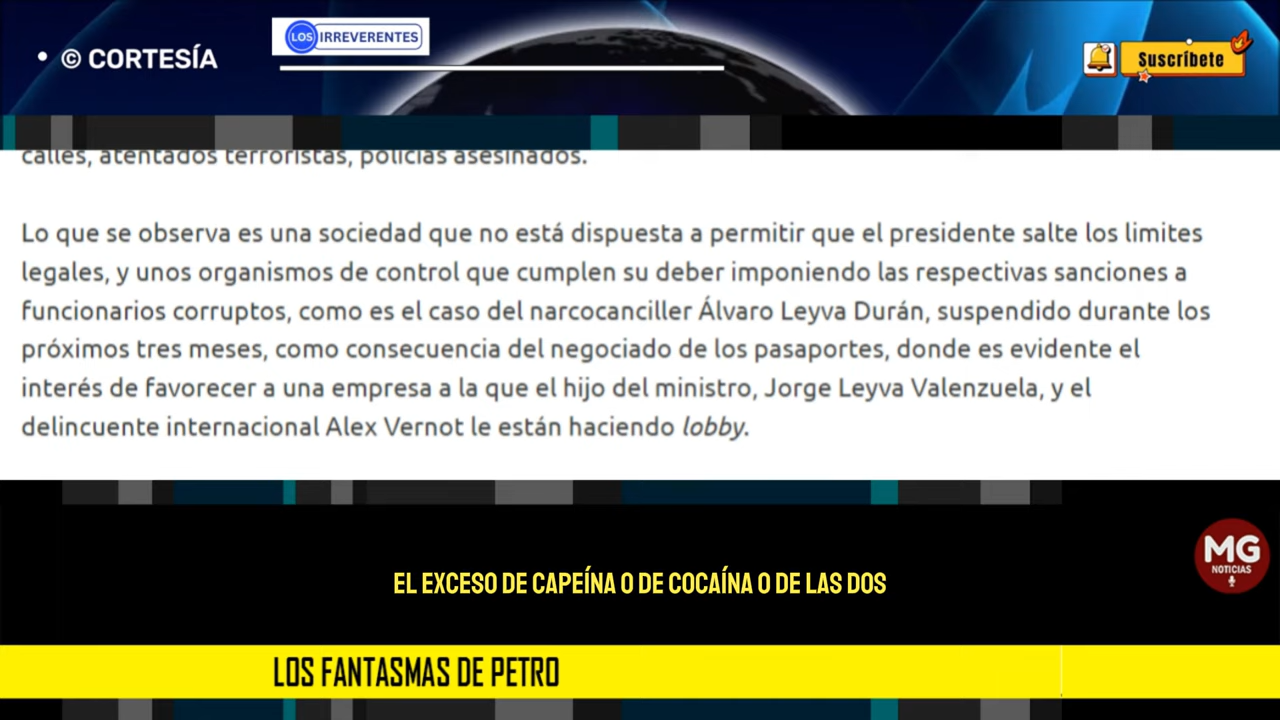 • © CORTESÍA
LOS IRREVERENTES
Suscríbete
calles, atentados terroristas, policías asesinados.
Lo que se observa es una sociedad que no está dispuesta a permitir que el presidente salte los limites
legales, y unos organismos de control que cumplen su deber imponiendo las respectivas sanciones a
funcionarios corruptos, como es el caso del narcocanciller Álvaro Leyva Durán, suspendido durante los
próximos tres meses, como consecuencia del negociado de los pasaportes, donde es evidente el
interés de favorecer a una empresa a la que el hijo del ministro, Jorge Leyva Valenzuela, y el
delincuente internacional Alex Vernot le están haciendo lobby.
MG
NOTICIAS
EL EXCESO DE CAPEÍNA O DE COCAÍNA O DE LAS DOS
LOS FANTASMAS DE PETRO